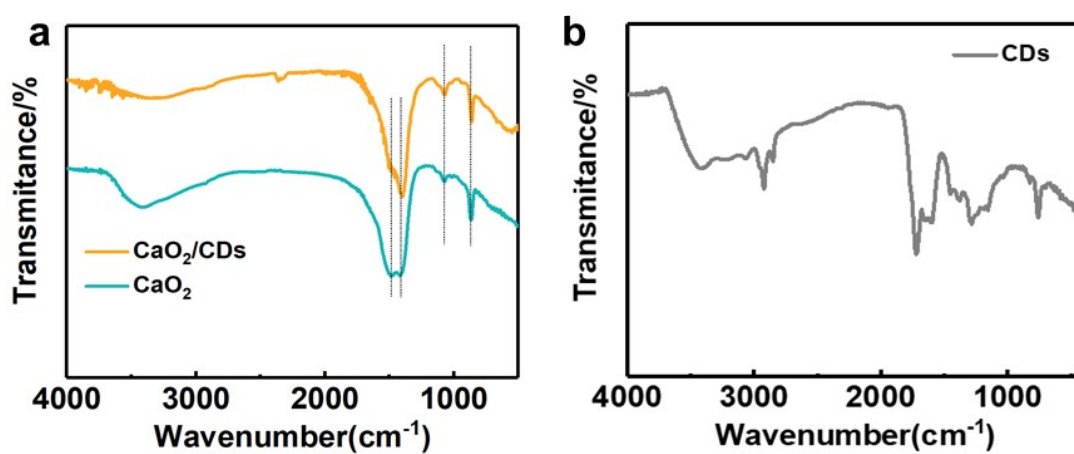 a
b
Transmitance/%
CaO₂/CDs
CaO₂
4000 3000 2000 1000
Wavenumber(cm⁻¹)
Transmitance/%
CDs
4000 3000 2000 1000
Wavenumber(cm⁻¹)